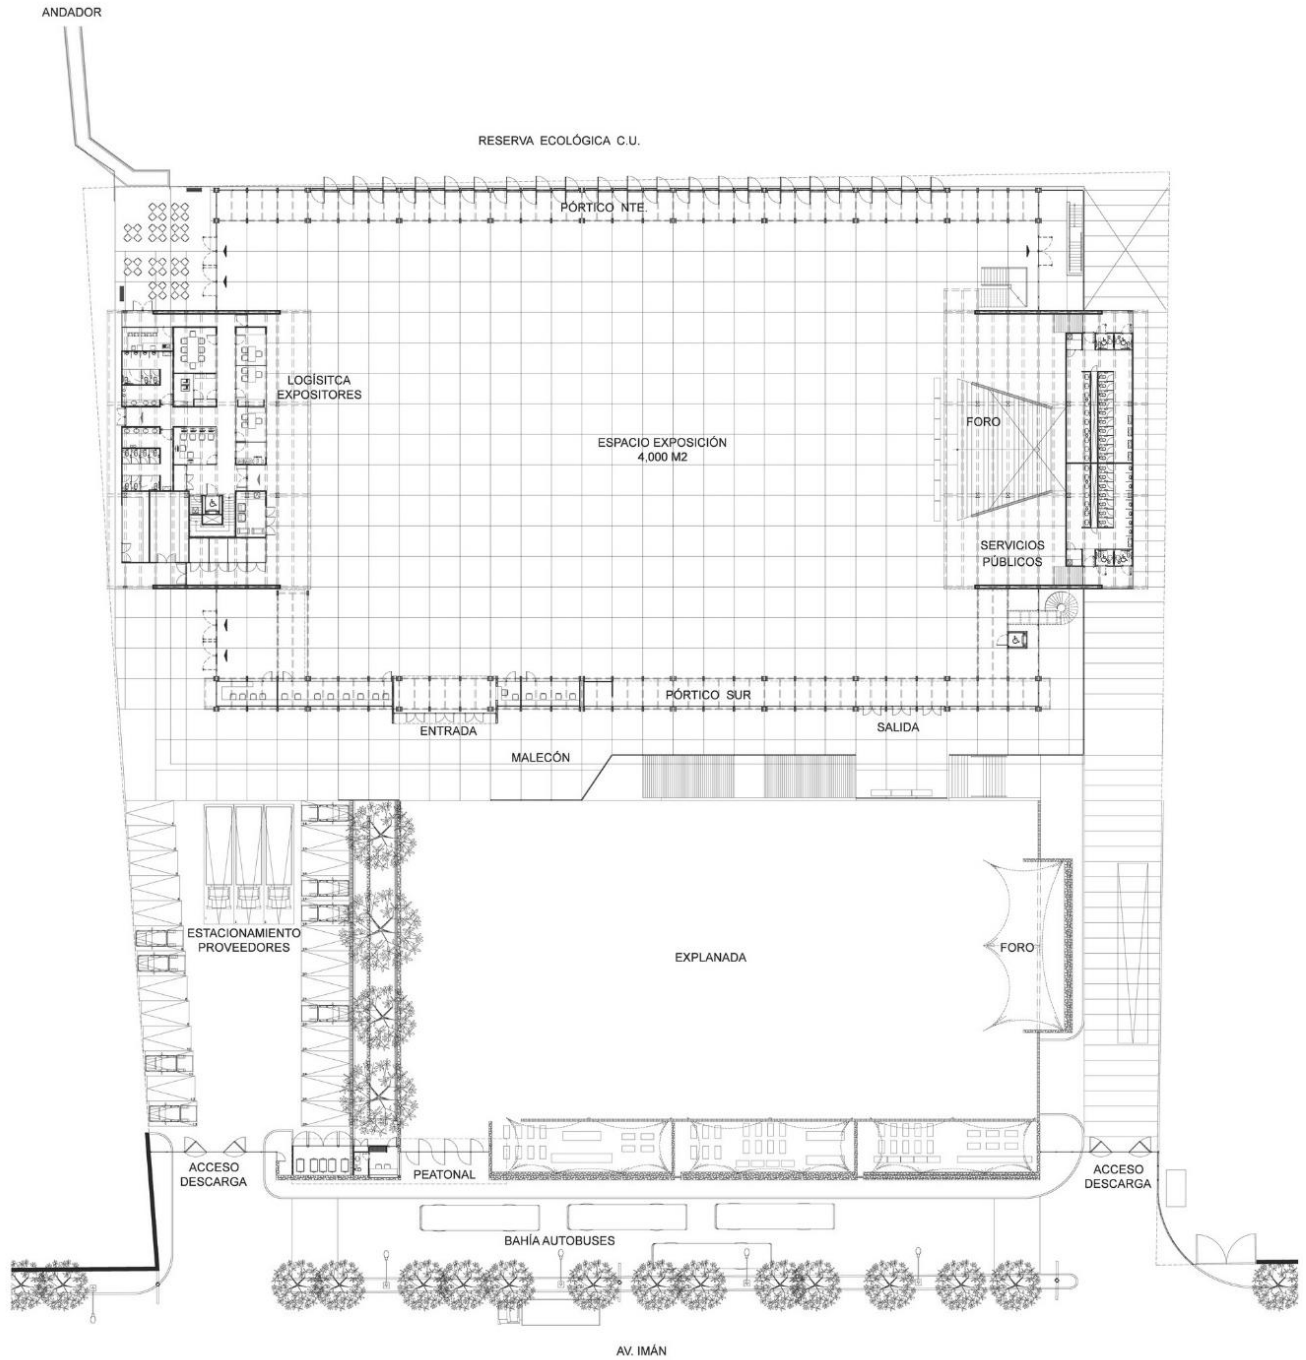 ANDADOR
RESERVA ECOLÓGICA C.U.
PÓRTICO NTE.
LOGÍSITCA
EXPOSITORES
ESPACIO EXPOSICIÓN
4,000 M2
FORO
SERVICIOS
PÚBLICOS
PÓRTICO SUR
ENTRADA
SALIDA
MALECÓN
ESTACIONAMIENTO
PROVEEDORES
EXPLANADA
FORO
ACCESO
DESCARGA
PEATONAL
ACCESO
DESCARGA
BAHÍA AUTOBUSES
AV. IMÁN